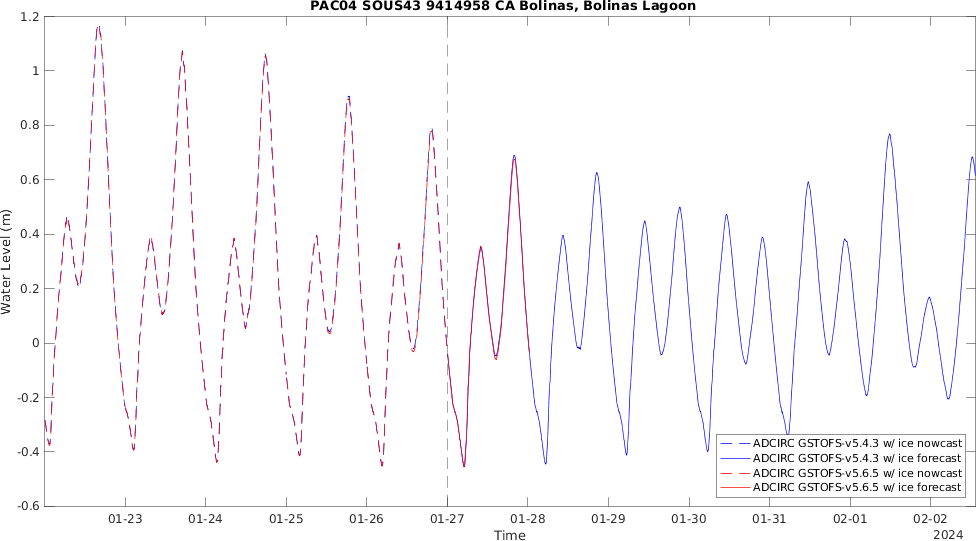 PAC04 SOUS43 9414958 CA Bolinas, Bolinas Lagoon
1.2
1
0.8
0.6
0.4
0.2
0
-0.2
-0.4
-0.6
Water Level (m)
ADCIRC GSTOFS-v5.4.3 w/ ice nowcast
ADCIRC GSTOFS-v5.4.3 w/ ice forecast
ADCIRC GSTOFS-v5.6.5 w/ ice nowcast
ADCIRC GSTOFS-v5.6.5 w/ ice forecast
01-23 01-24 01-25 01-26 01-27 01-28 01-29 01-30 01-31 02-01 02-02
Time
2024